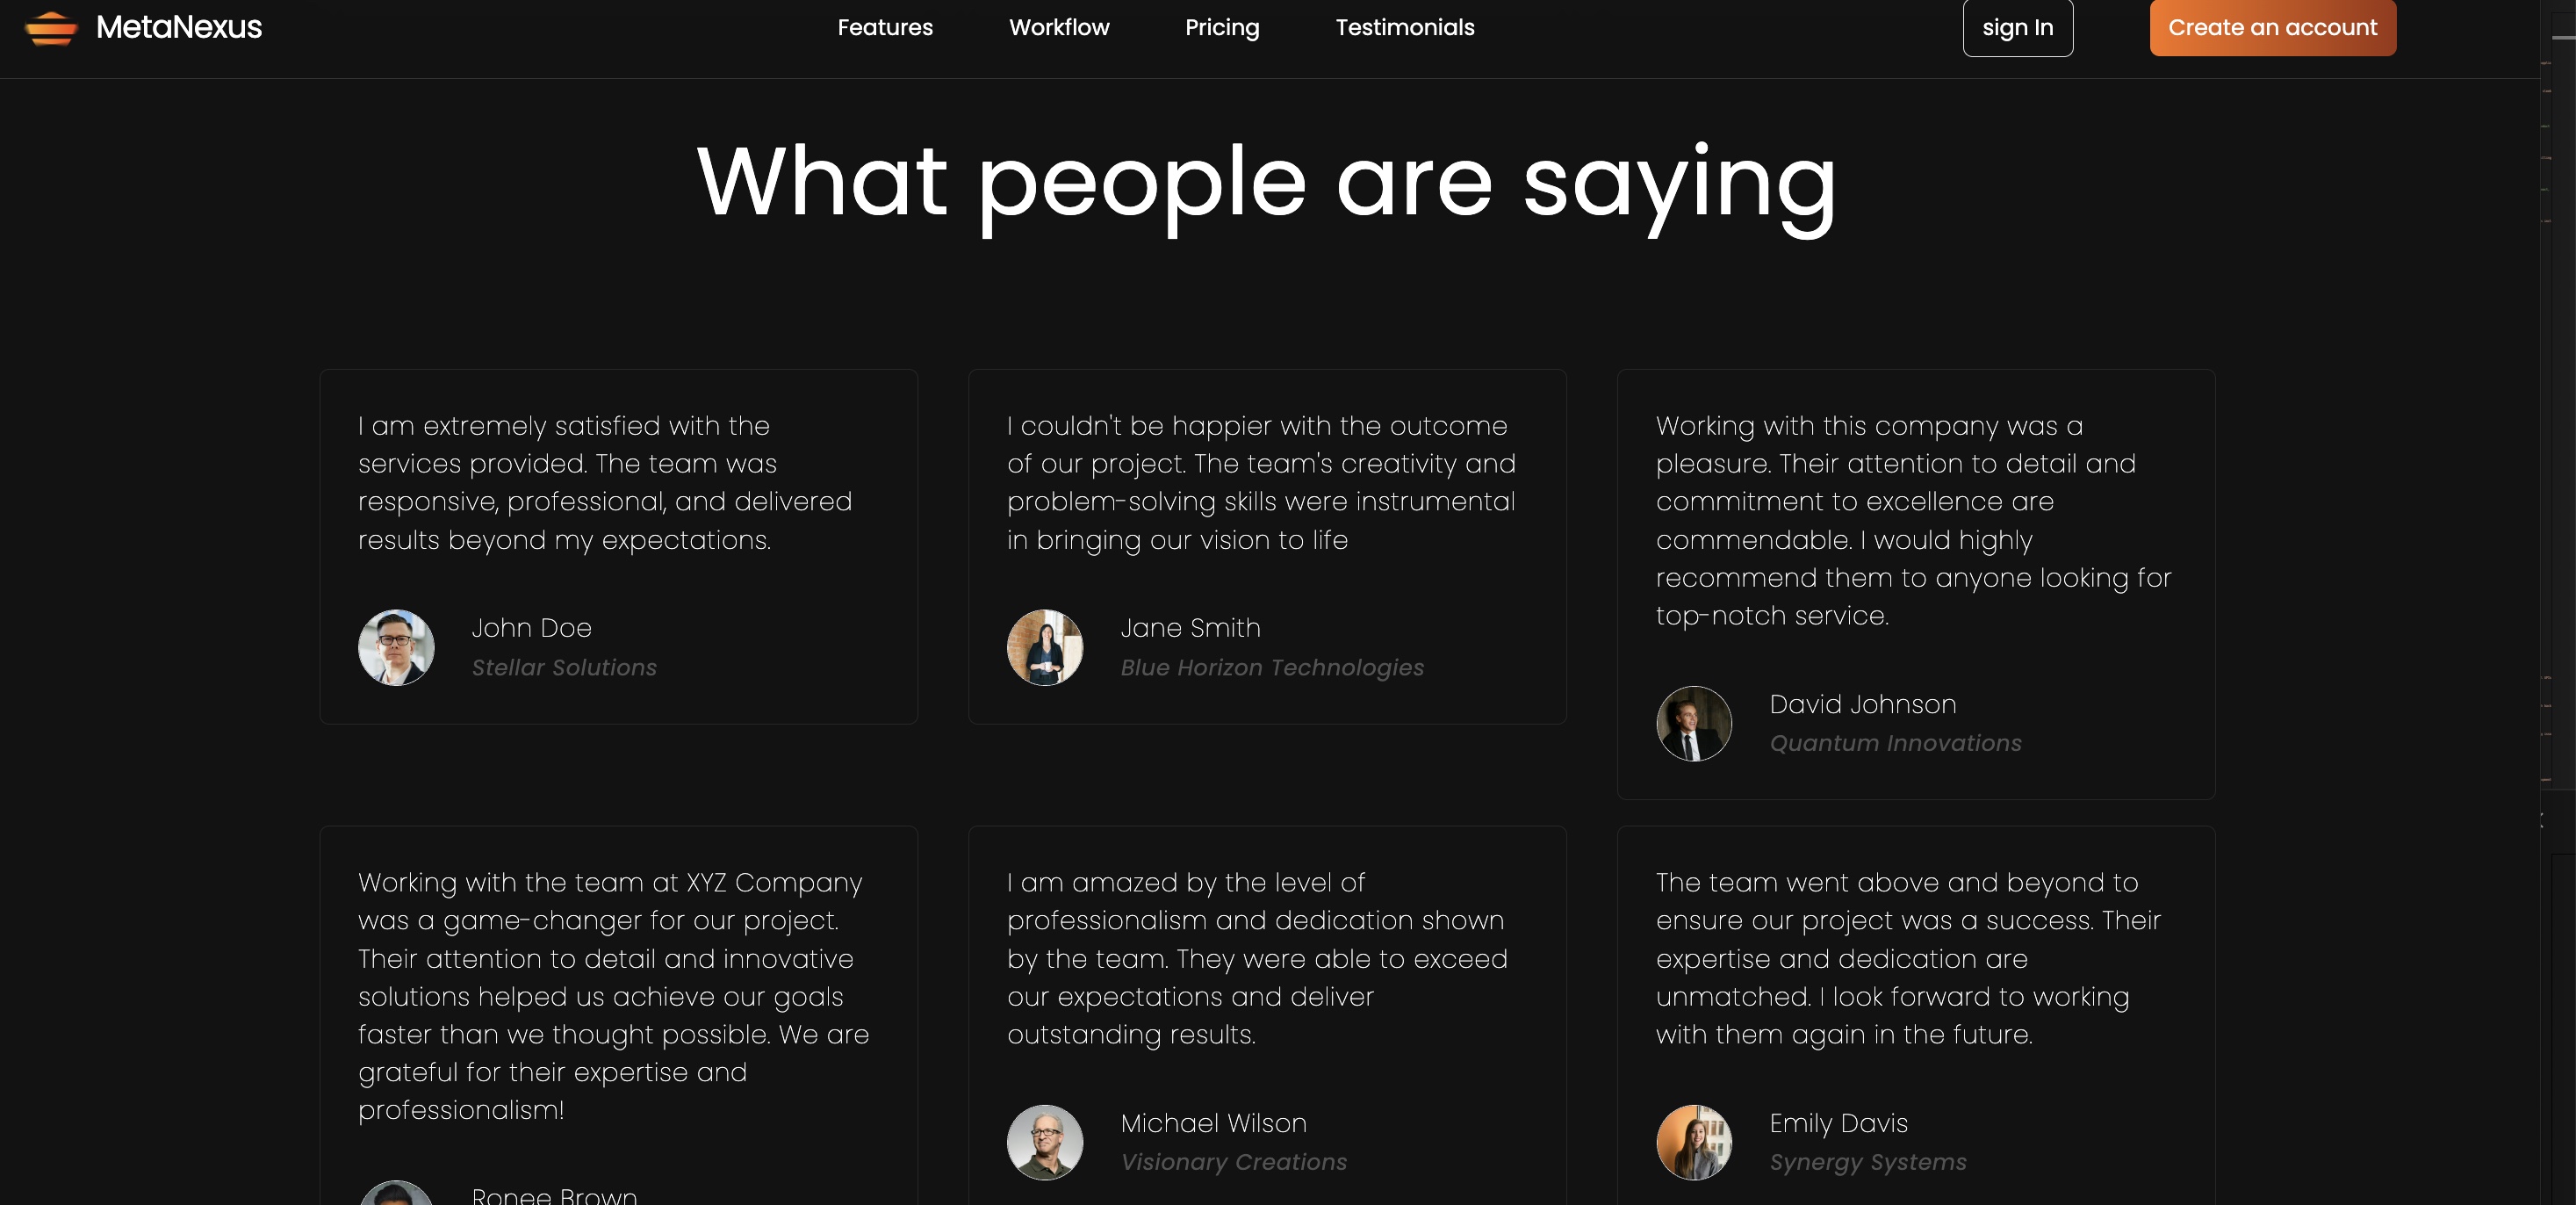 MetaNexus
Features
Workflow
Pricing
Testimonials
sign In
Create an account
What people are saying
I am extremely satisfied with the
services provided. The team was
responsive, professional, and delivered
results beyond my expectations.
John Doe
Stellar Solutions
I couldn't be happier with the outcome
of our project. The team's creativity and
problem-solving skills were instrumental
in bringing our vision to life
Jane Smith
Blue Horizon Technologies
Working with this company was a
pleasure. Their attention to detail and
commitment to excellence are
commendable. I would highly
recommend them to anyone looking for
top-notch service.
David Johnson
Quantum Innovations
Working with the team at XYZ Company
was a game-changer for our project.
Their attention to detail and innovative
solutions helped us achieve our goals
faster than we thought possible. We are
grateful for their expertise and
professionalism!
Ronee Brown
I am amazed by the level of
professionalism and dedication shown
by the team. They were able to exceed
our expectations and deliver
outstanding results.
Michael Wilson
Visionary Creations
The team went above and beyond to
ensure our project was a success. Their
expertise and dedication are
unmatched. I look forward to working
with them again in the future.
Emily Davis
Synergy Systems